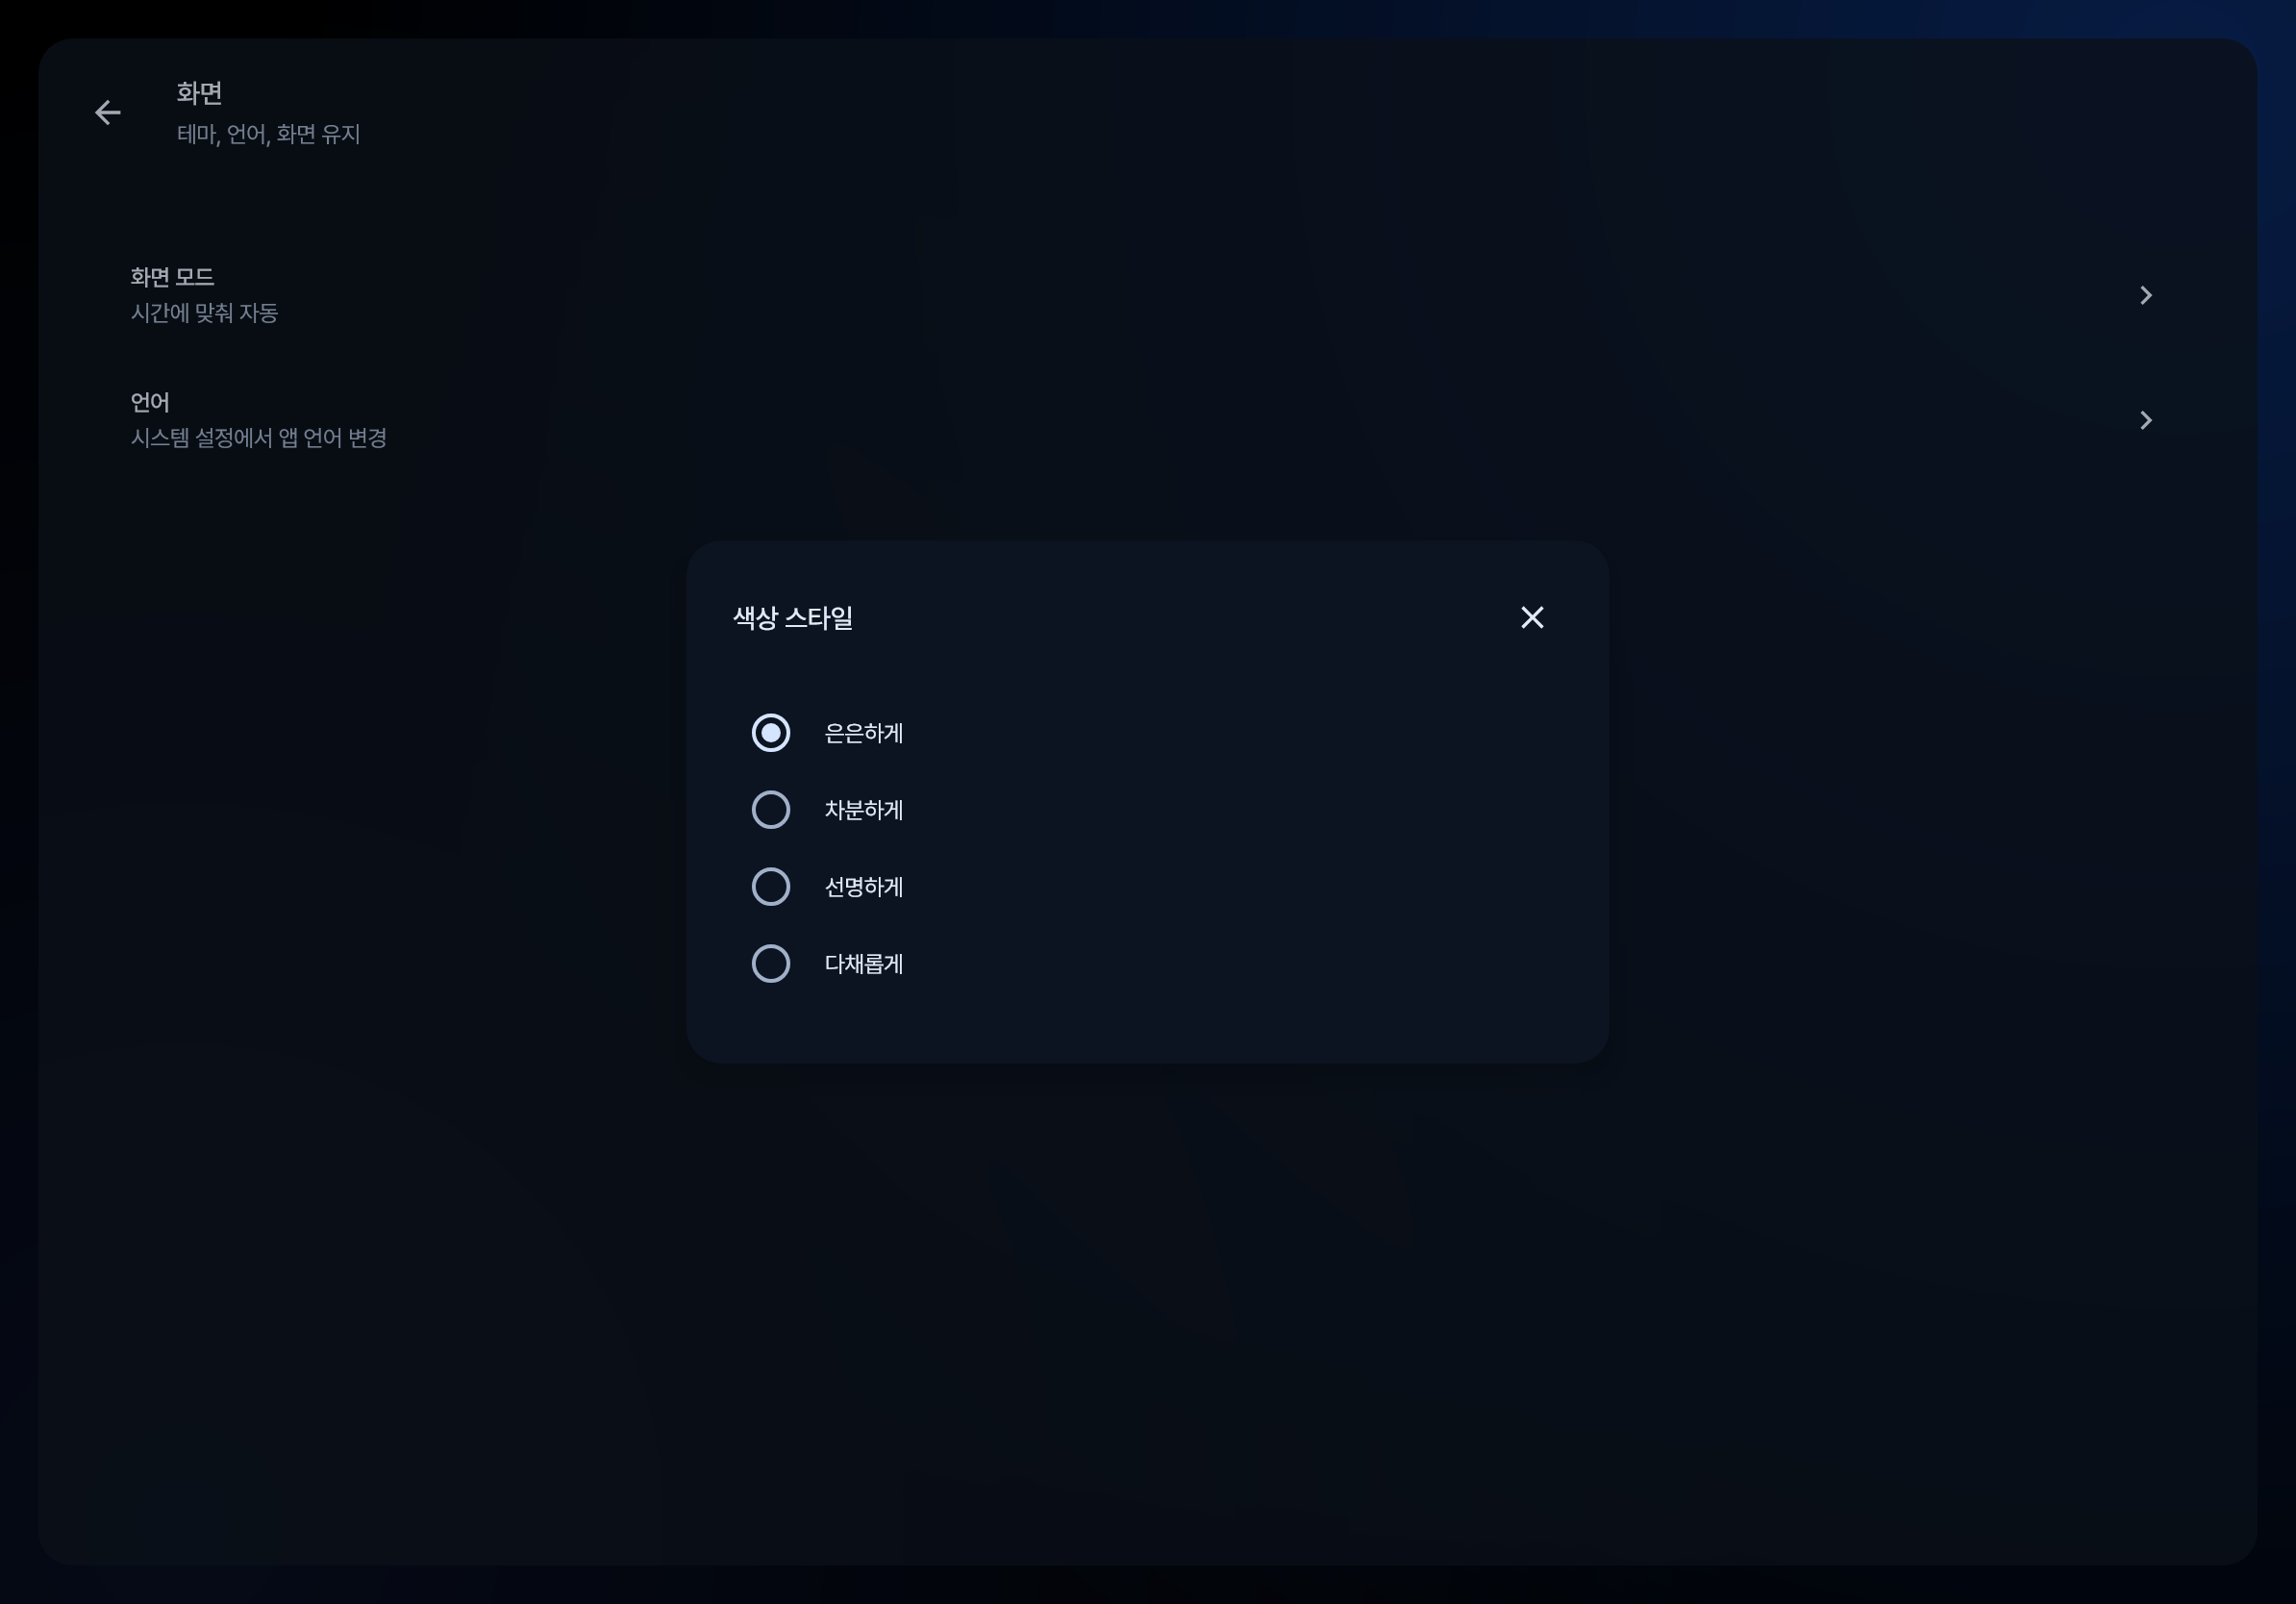 화면
테마, 언어, 화면 유지
화면 모드
시간에 맞춰 자동
언어
시스템 설정에서 앱 언어 변경
색상 스타일
은은하게
차분하게
선명하게
다채롭게